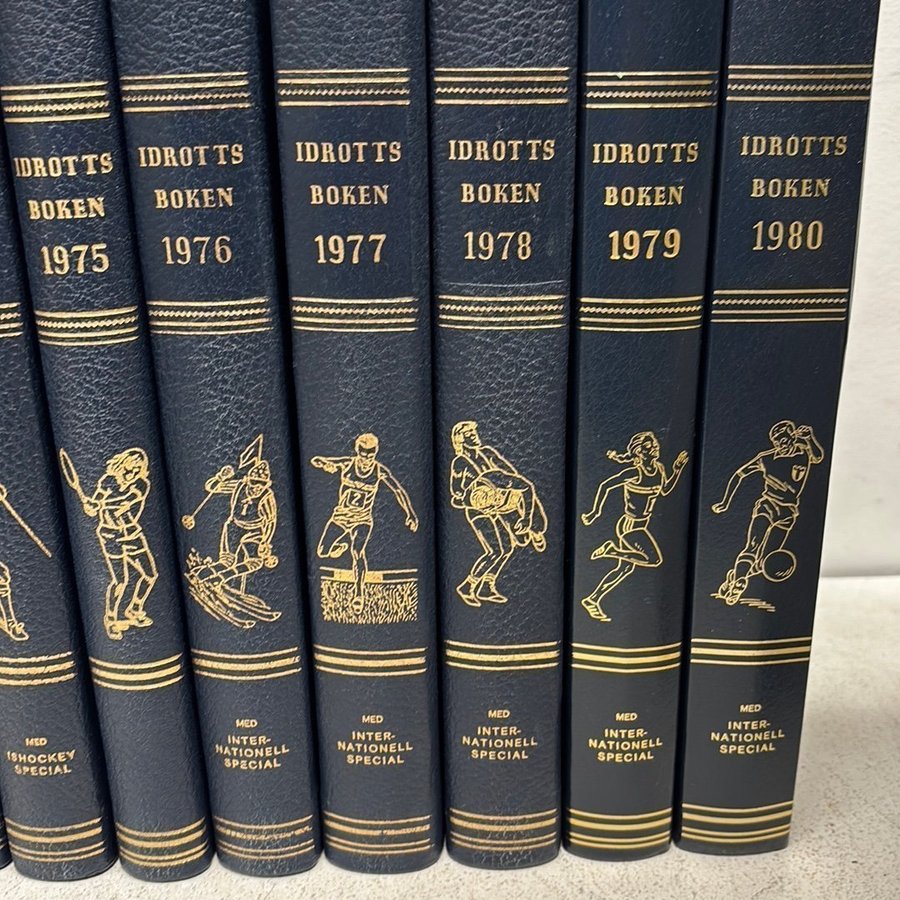 MED
ISHOCKEY
SPECIAL
IDROTTS
BOKEN
1975
IDROTTS
BOKEN
1976
MED
INTER-
NATIONELL
SPECIAL
IDROTTS
BOKEN
1977
MED
INTER-
NATIONELL
SPECIAL
IDROTTS
BOKEN
1978
MED
INTER-
NATIONELL
SPECIAL
IDROTTS
BOKEN
1979
MED
INTER-
NATIONELL
SPECIAL
IDROTTS
BOKEN
1980
MED
INTER-
NATIONELL
SPECIAL